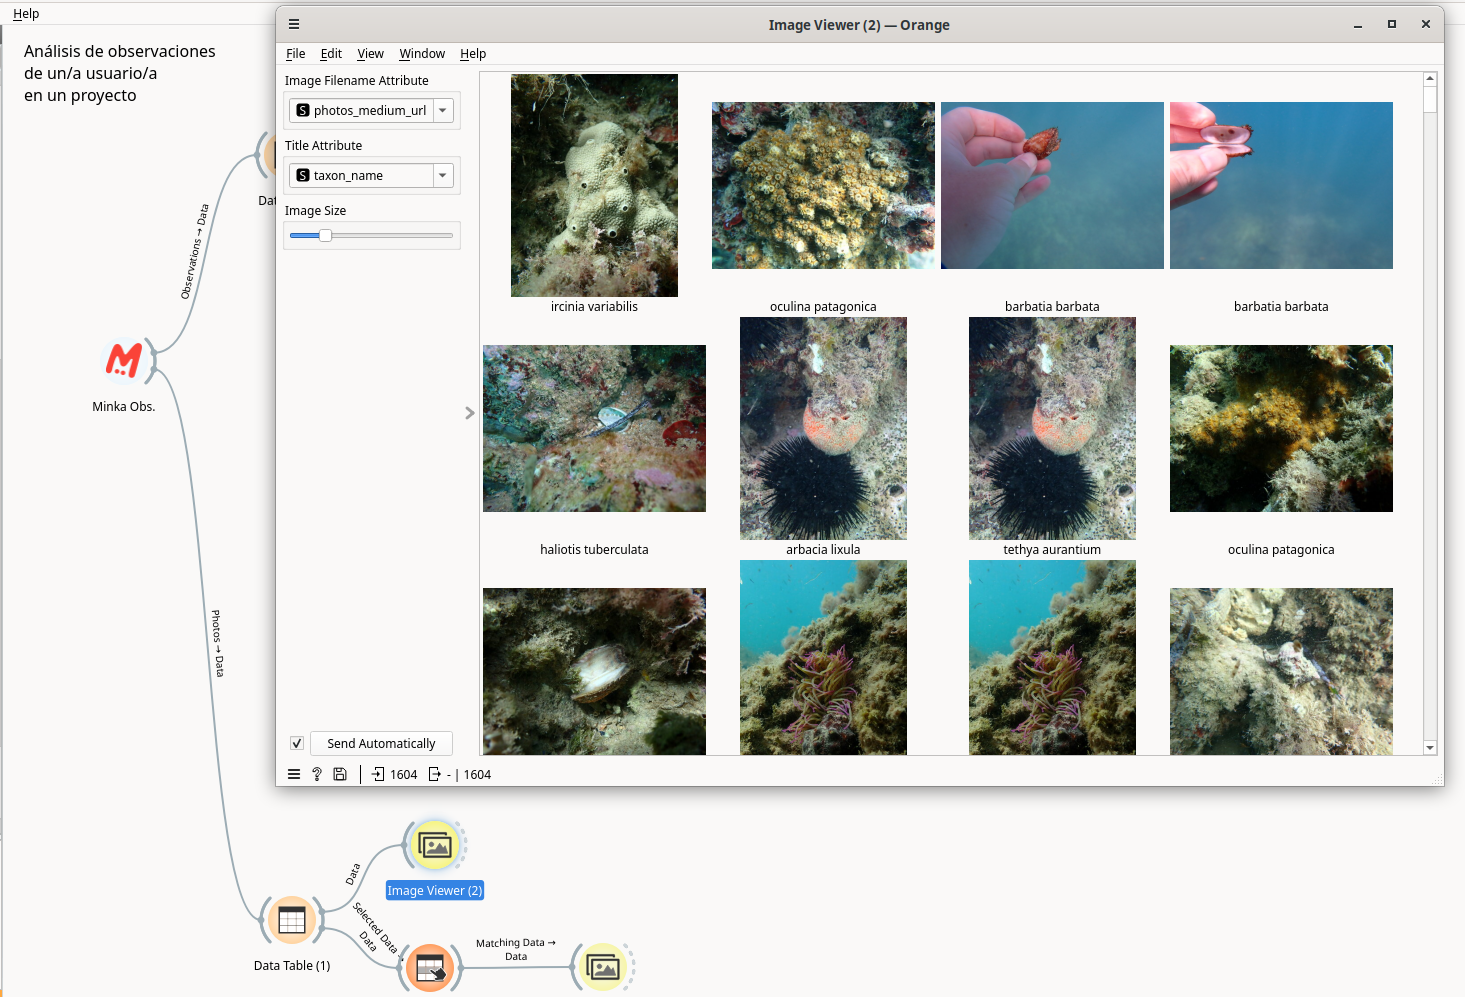 Help
Análisis de observaciones
de un/a usuario/a
en un proyecto
Image Viewer (2) — Orange
File Edit View Window Help
Image Filename Attribute
S photos_medium_url
Title Attribute
S taxon_name
Image Size
ircinia variabilis
oculina patagonica
barbatia barbata
barbatia barbata
haliotis tuberculata
arbacia lixula
tethya aurantium
oculina patagonica
Send Automatically
? 1604 - | 1604
Dat
Observations → Data
Minka Obs.
Photos → Data
Data
Image Viewer (2)
Selected Data →
Data
Data Table (1)
Matching Data →
Data